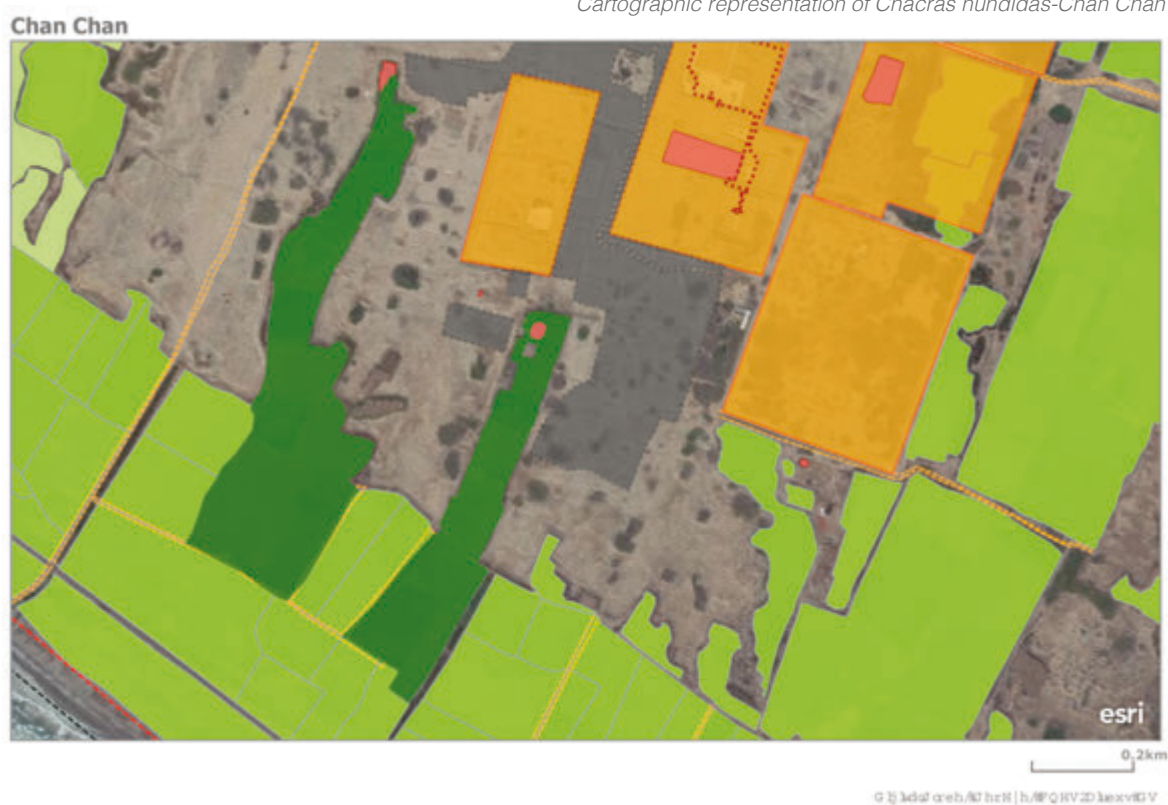 Cartographic representation of Chacras hundidas-Chan Chan
Chan Chan
esri
0.2km